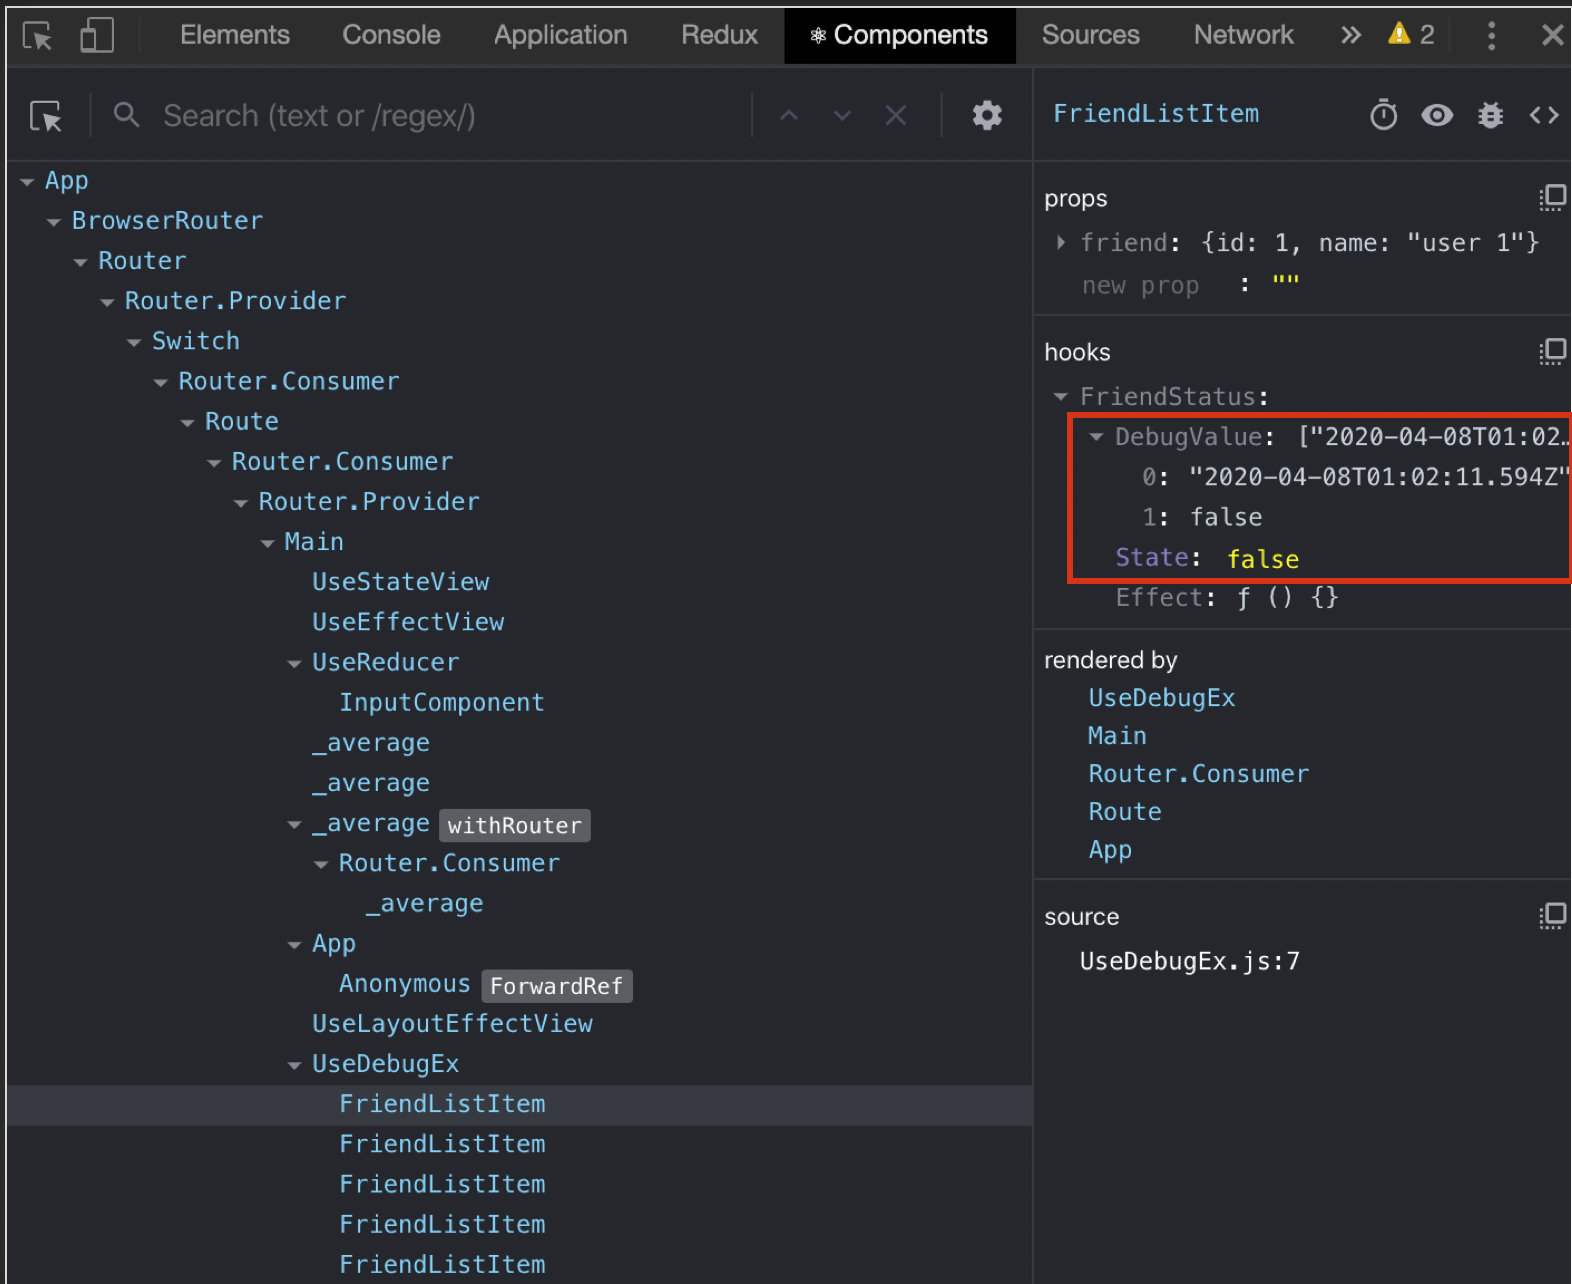 Elements Console Application Redux Components Sources Network » 2
Search (text or /regex/)
App
BrowserRouter
Router
Router.Provider
Switch
Router.Consumer
Route
Router.Consumer
Router.Provider
Main
UseStateView
UseEffectView
UseReducer
InputComponent
_average
_average
_average withRouter
Router.Consumer
_average
App
Anonymous ForwardRef
UseLayoutEffectView
UseDebugEx
FriendListItem
FriendListItem
FriendListItem
FriendListItem
FriendListItem
FriendListItem
props
friend: {id: 1, name: "user 1"}
new prop : ""
hooks
FriendStatus:
DebugValue: ["2020-04-08T01:02…
0: "2020-04-08T01:02:11.594Z"
1: false
State: false
Effect: ƒ () {}
rendered by
UseDebugEx
Main
Router.Consumer
Route
App
source
UseDebugEx.js:7